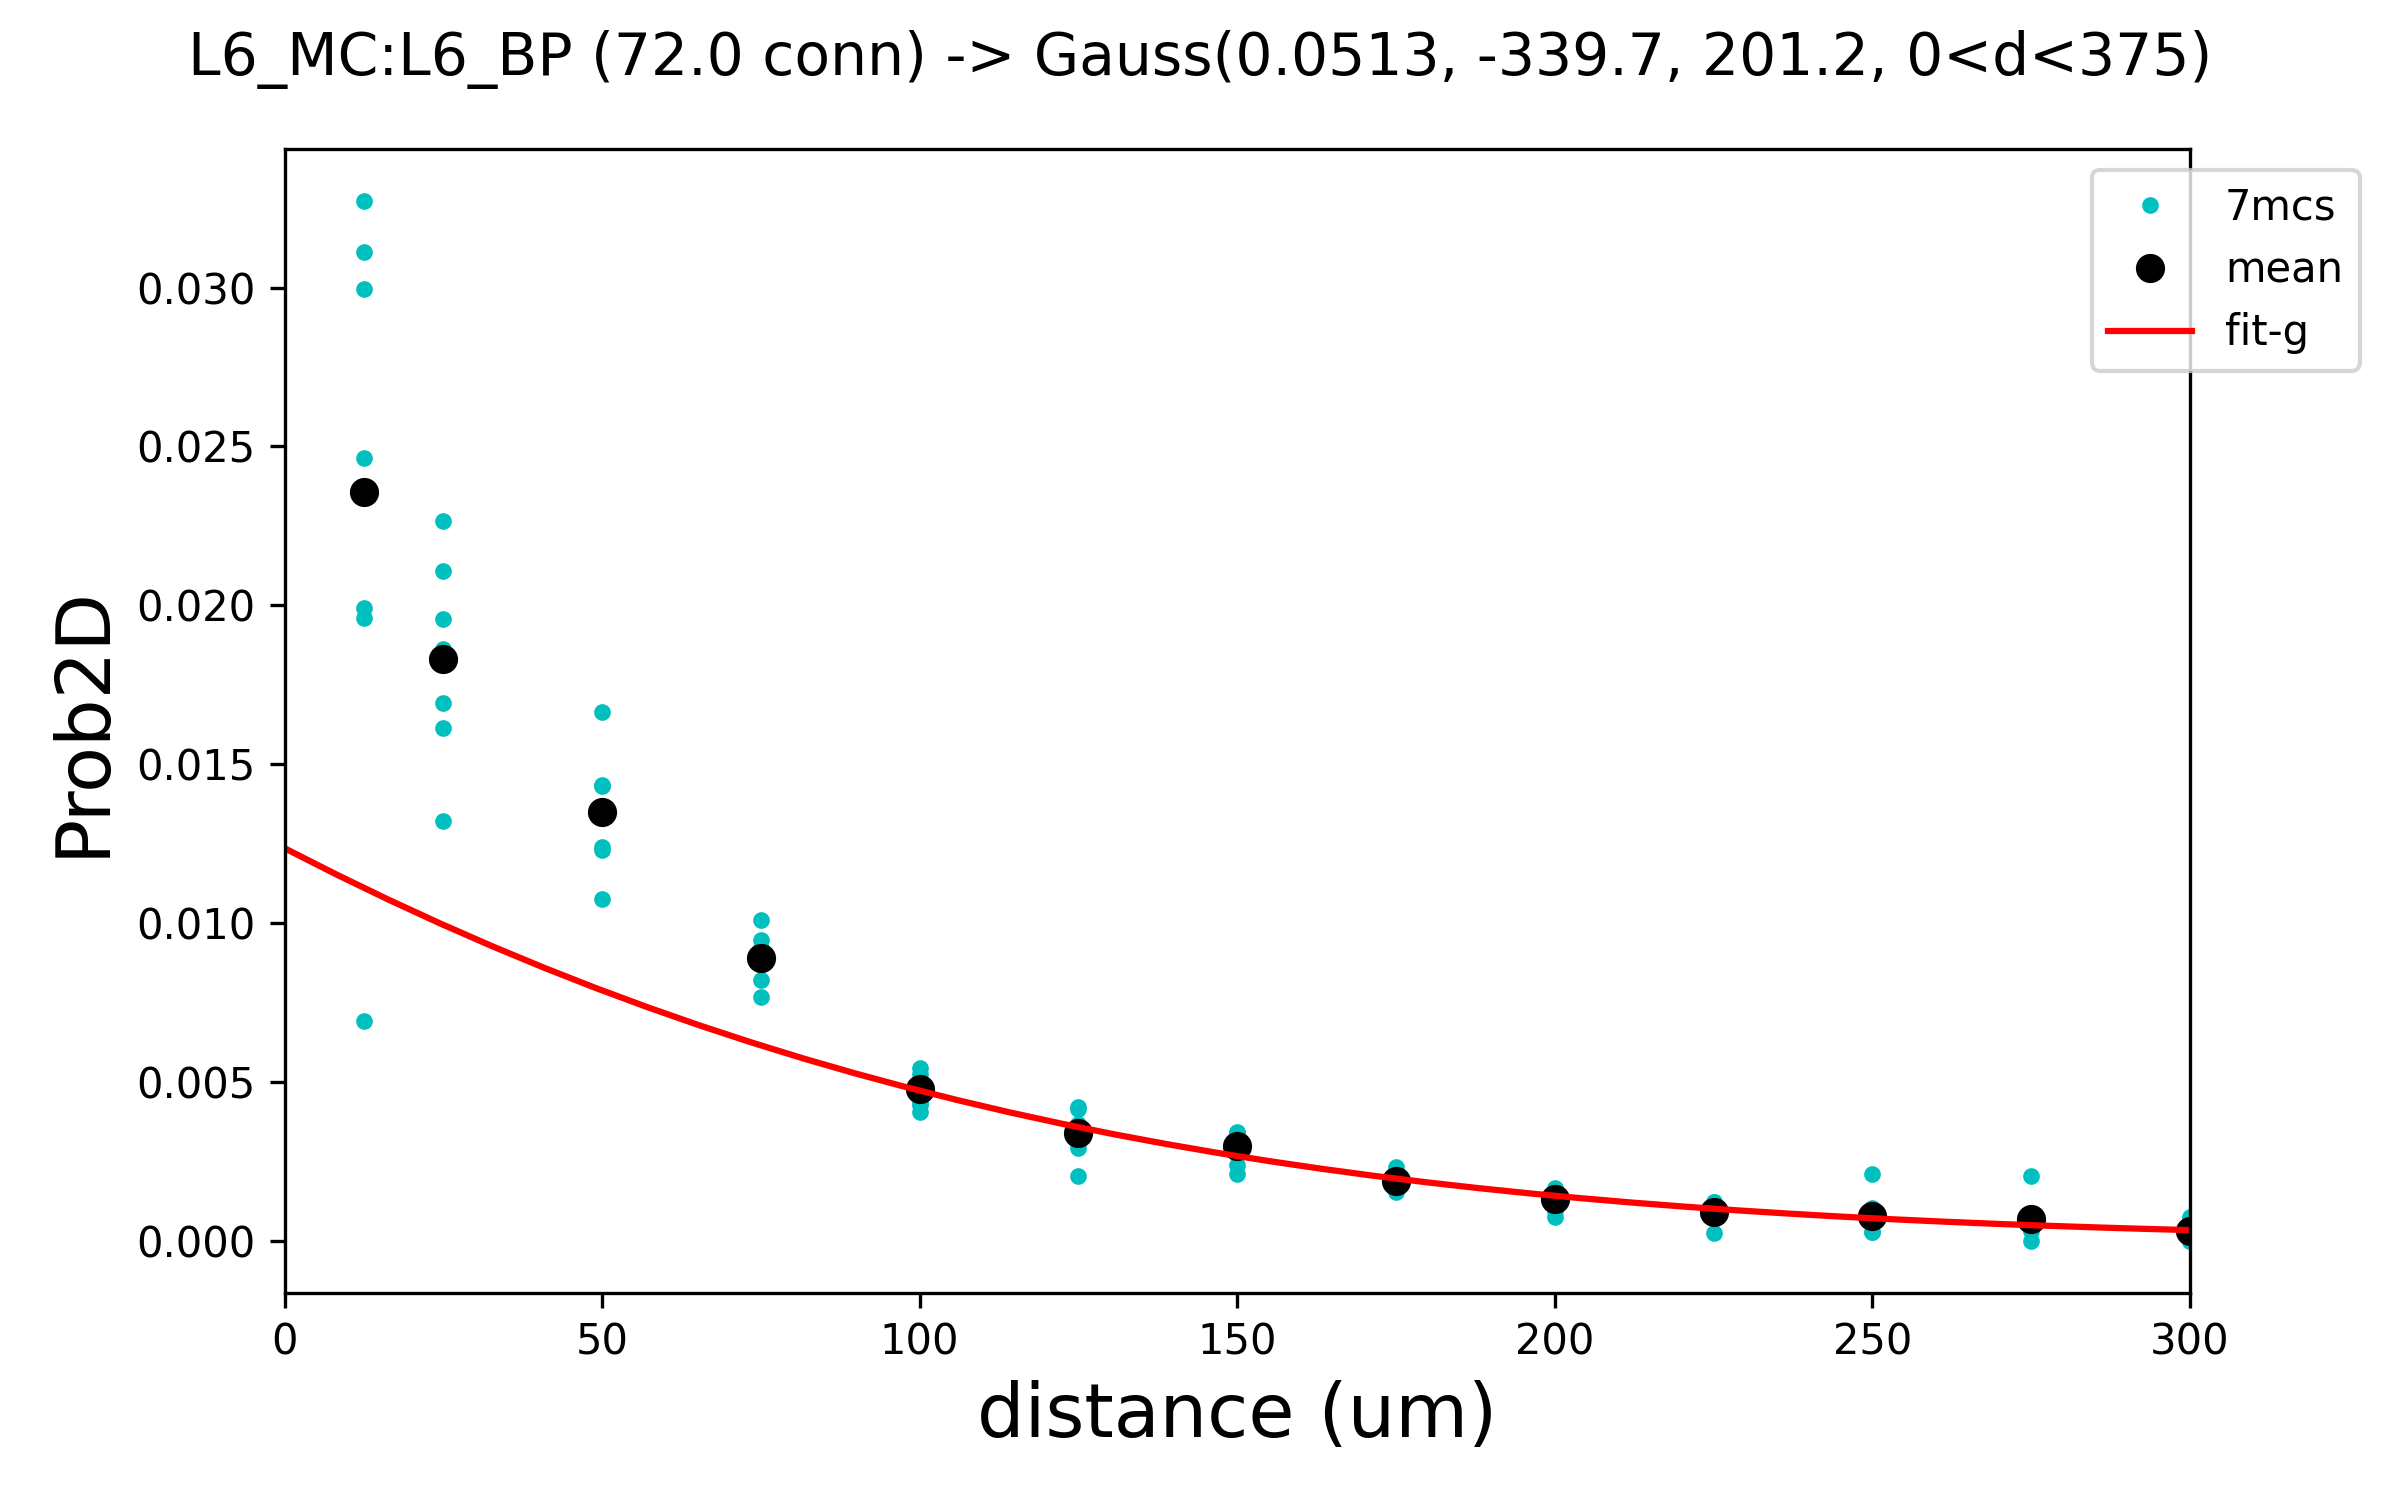 L6_MC:L6_BP (72.0 conn) -> Gauss(0.0513, -339.7, 201.2, 0<d<375)
7mcs
mean
fit-g
Prob2D
0.030
0.025
0.020
0.015
0.010
0.005
0.000
0 50 100 150 200 250 300
distance (um)